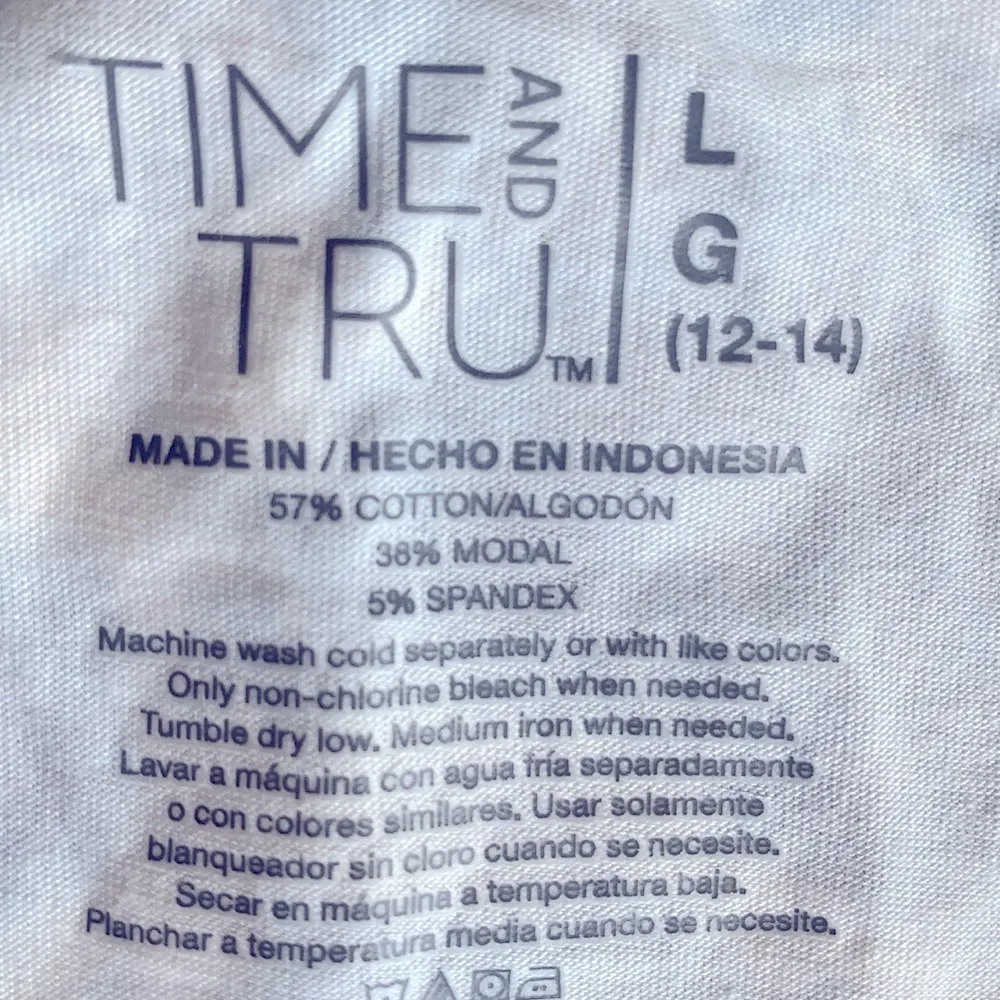 TIME AND
TRU™
L
G
(12-14)
MADE IN / HECHO EN INDONESIA
57% COTTON/ALGODÓN
38% MODAL
5% SPANDEX
Machine wash cold separately or with like colors.
Only non-chlorine bleach when needed.
Tumble dry low. Medium iron when needed.
Lavar a máquina con agua fría separadamente
o con colores similares. Usar solamente
blanqueador sin cloro cuando se necesite.
Secar en máquina a temperatura baja.
Planchar a temperatura media cuando se necesite.